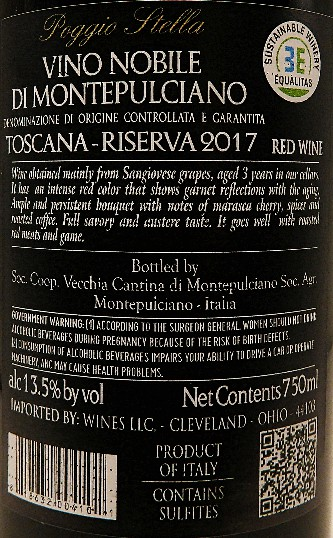 Poggio Stella
SUSTAINABLE WINERY
3E
EQUALITAS
VINO NOBILE
DI MONTEPULCIANO
DENOMINAZIONE DI ORIGINE CONTROLLATA E GARANTITA
TOSCANA - RISERVA 2017 RED WINE
Wine obtained mainly from Sangiovese grapes, aged 3 years in our cellars.
It has an intense red color that shows garnet reflections with the aging.
Ample and persistent bouquet with notes of marasca cherry, spices and
roasted coffee. Full savory and austere taste. It goes well with roasted
red meats and game.
Bottled by
Soc. Coop. Vecchia Cantina di Montepulciano Soc. Agr.
Montepulciano - Italia
GOVERNMENT WARNING: (1) ACCORDING TO THE SURGEON GENERAL WOMEN SHOULD NOT DRINK
ALCOHOLIC BEVERAGES DURING PREGNANCY BECAUSE OF THE RISK OF BIRTH DEFECTS.
(2) CONSUMPTION OF ALCOHOLIC BEVERAGES IMPAIRS YOUR ABILITY TO DRIVE A CAR OR OPERATE
MACHINERY, AND MAY CAUSE HEALTH PROBLEMS.
alc 13.5% by vol Net Contents 750 ml
IMPORTED BY: WINES LLC. - CLEVELAND - OHIO -
PRODUCT
OF ITALY
CONTAINS
SULFITES